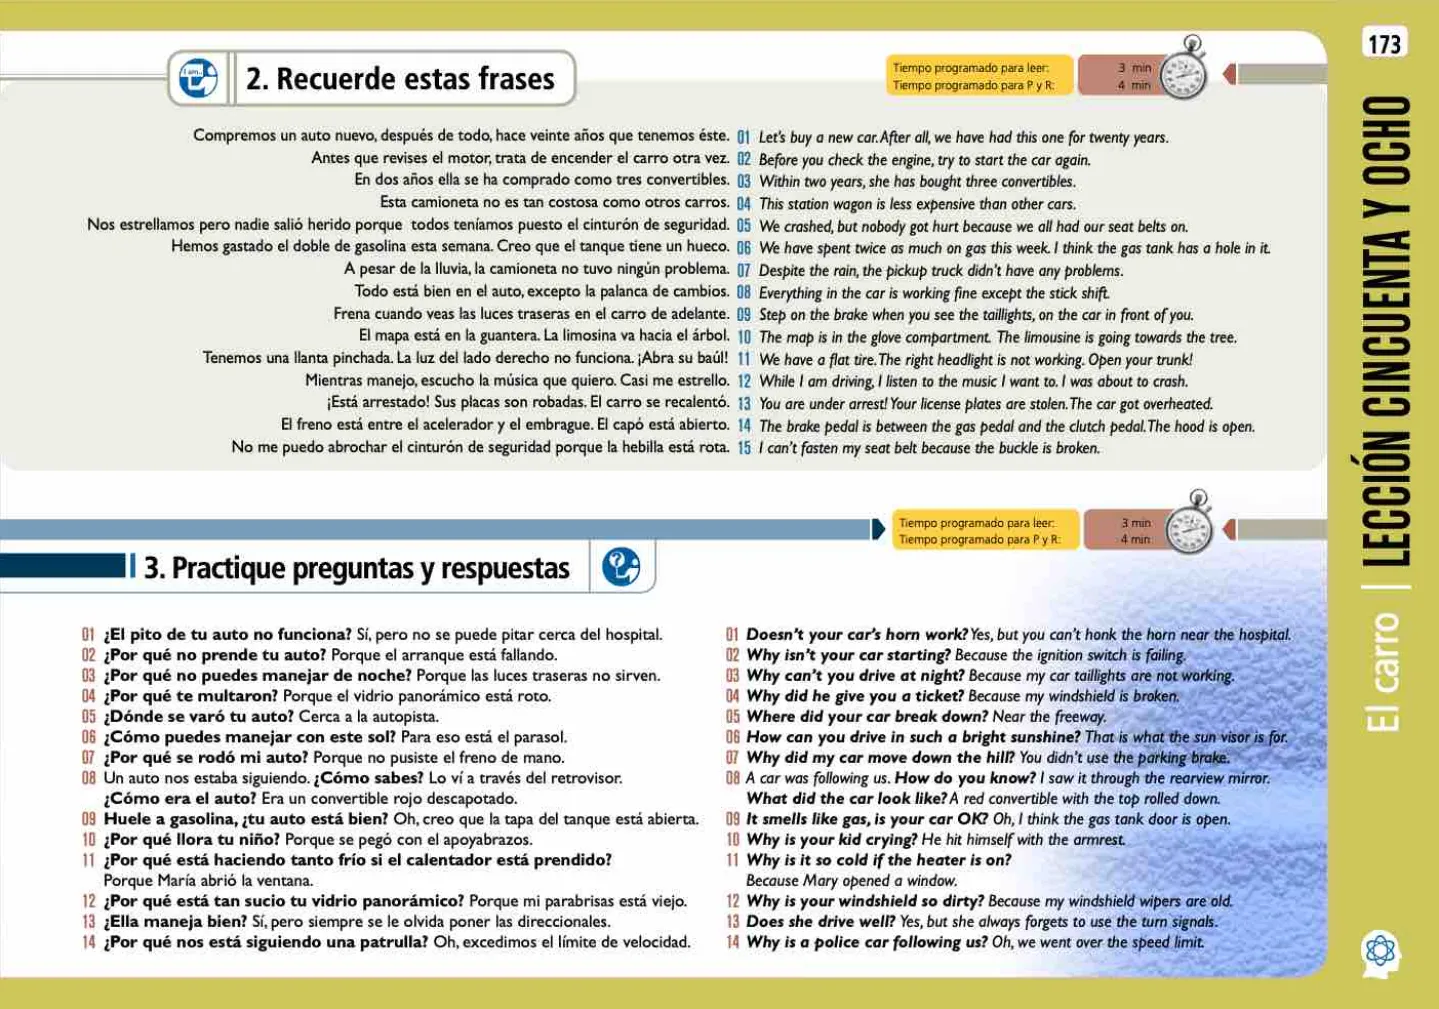 173
I am..
2. Recuerde estas frases
Tiempo programado para leer: 3 min
Tiempo programado para P y R: 4 min
Compremos un auto nuevo, después de todo, hace veinte años que tenemos éste. 01 Let's buy a new car. After all, we have had this one for twenty years.
Antes que revises el motor, trata de encender el carro otra vez. 02 Before you check the engine, try to start the car again.
En dos años ella se ha comprado como tres convertibles. 03 Within two years, she has bought three convertibles.
Esta camioneta no es tan costosa como otros carros. 04 This station wagon is less expensive than other cars.
Nos estrellamos pero nadie salió herido porque todos teníamos puesto el cinturón de seguridad. 05 We crashed, but nobody got hurt because we all had our seat belts on.
Hemos gastado el doble de gasolina esta semana. Creo que el tanque tiene un hueco. 06 We have spent twice as much on gas this week. I think the gas tank has a hole in it.
A pesar de la lluvia, la camioneta no tuvo ningún problema. 07 Despite the rain, the pickup truck didn't have any problems.
Todo está bien en el auto, excepto la palanca de cambios. 08 Everything in the car is working fine except the stick shift.
Frena cuando veas las luces traseras en el carro de adelante. 09 Step on the brake when you see the taillights, on the car in front of you.
El mapa está en la guantera. La limosina va hacia el árbol. 10 The map is in the glove compartment. The limousine is going towards the tree.
Tenemos una llanta pinchada. La luz del lado derecho no funciona. ¡Abra su baúl! 11 We have a flat tire. The right headlight is not working. Open your trunk!
Mientras manejo, escucho la música que quiero. Casi me estrello. 12 While I am driving, I listen to the music I want to. I was about to crash.
¡Está arrestado! Sus placas son robadas. El carro se recalentó. 13 You are under arrest! Your license plates are stolen. The car got overheated.
El freno está entre el acelerador y el embrague. El capó está abierto. 14 The brake pedal is between the gas pedal and the clutch pedal. The hood is open.
No me puedo abrochar el cinturón de seguridad porque la hebilla está rota. 15 I can't fasten my seat belt because the buckle is broken.
Tiempo programado para leer: 3 min
Tiempo programado para P y R: 4 min
3. Practique preguntas y respuestas
01 ¿El pito de tu auto no funciona? Sí, pero no se puede pitar cerca del hospital.
02 ¿Por qué no prende tu auto? Porque el arranque está fallando.
03 ¿Por qué no puedes manejar de noche? Porque las luces traseras no sirven.
04 ¿Por qué te multaron? Porque el vidrio panorámico está roto.
05 ¿Dónde se varó tu auto? Cerca a la autopista.
06 ¿Cómo puedes manejar con este sol? Para eso está el parasol.
07 ¿Por qué se rodó mi auto? Porque no pusiste el freno de mano.
08 Un auto nos estaba siguiendo. ¿Cómo sabes? Lo ví a través del retrovisor.
¿Cómo era el auto? Era un convertible rojo descapotado.
09 Huele a gasolina, ¿tu auto está bien? Oh, creo que la tapa del tanque está abierta.
10 ¿Por qué llora tu niño? Porque se pegó con el apoyabrazos.
11 ¿Por qué está haciendo tanto frío si el calentador está prendido?
Porque María abrió la ventana.
12 ¿Por qué está tan sucio tu vidrio panorámico? Porque mi parabrisas está viejo.
13 ¿Ella maneja bien? Sí, pero siempre se le olvida poner las direccionales.
14 ¿Por qué nos está siguiendo una patrulla? Oh, excedimos el límite de velocidad.
01 Doesn't your car's horn work? Yes, but you can't honk the horn near the hospital.
02 Why isn't your car starting? Because the ignition switch is failing.
03 Why can't you drive at night? Because my car taillights are not working.
04 Why did he give you a ticket? Because my windshield is broken.
05 Where did your car break down? Near the freeway.
06 How can you drive in such a bright sunshine? That is what the sun visor is for.
07 Why did my car move down the hill? You didn't use the parking brake.
08 A car was following us. How do you know? I saw it through the rearview mirror.
What did the car look like? A red convertible with the top rolled down.
09 It smells like gas, is your car OK? Oh, I think the gas tank door is open.
10 Why is your kid crying? He hit himself with the armrest.
11 Why is it so cold if the heater is on?
Because Mary opened a window.
12 Why is your windshield so dirty? Because my windshield wipers are old.
13 Does she drive well? Yes, but she always forgets to use the turn signals.
14 Why is a police car following us? Oh, we went over the speed limit.
El carro | LECCIÓN CINCUENTA Y OCHO